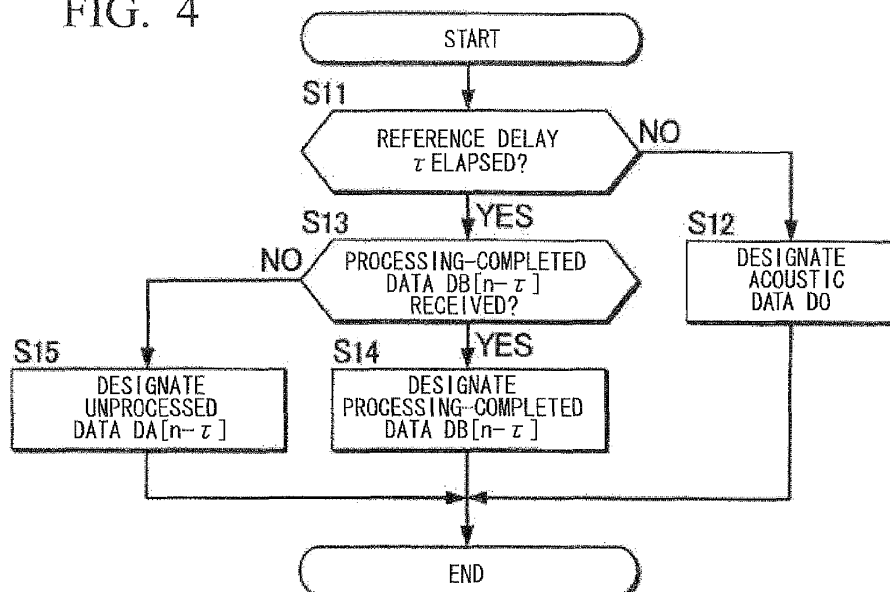 FIG. 4
START
S11
REFERENCE DELAY
τ ELAPSED?
NO
YES
S13
NO
PROCESSING-COMPLETED
DATA DB[n-τ]
RECEIVED?
S12
DESIGNATE
ACOUSTIC
DATA DO
YES
S15
DESIGNATE
UNPROCESSED
DATA DA[n-τ]
S14
DESIGNATE
PROCESSING-COMPLETED
DATA DB[n-τ]
END